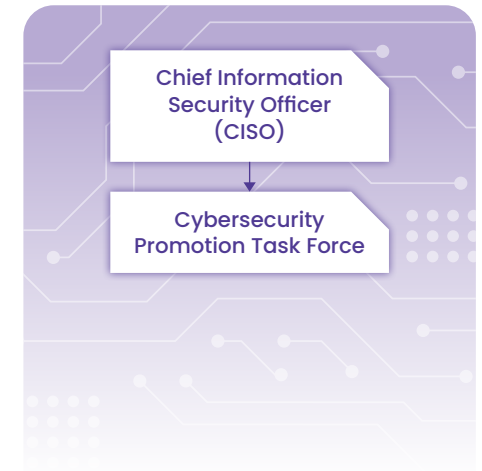 Chief Information
Security Officer
(CISO)
Cybersecurity
Promotion Task Force